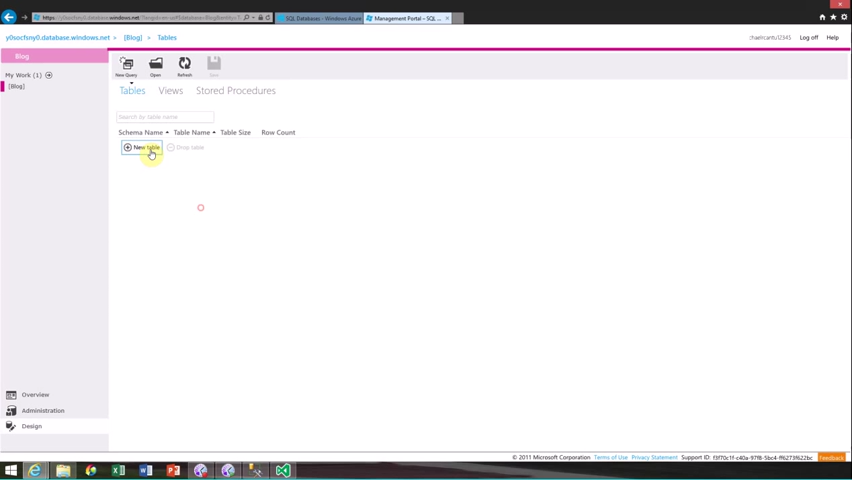 SQL Databases - Windows Azure
Management Portal – SQL ...
y0socfsny0.database.windows.net > [Blog] > Tables
Log off Help
Blog
My Work (1)
[Blog]
New Query Open Refresh Save
Tables Views Stored Procedures
Search by table name
Schema Name Table Name Table Size Row Count
New table Drop table
Overview
Administration
Design
© 2011 Microsoft Corporation Terms of Use Privacy Statement Support ID: Feedback